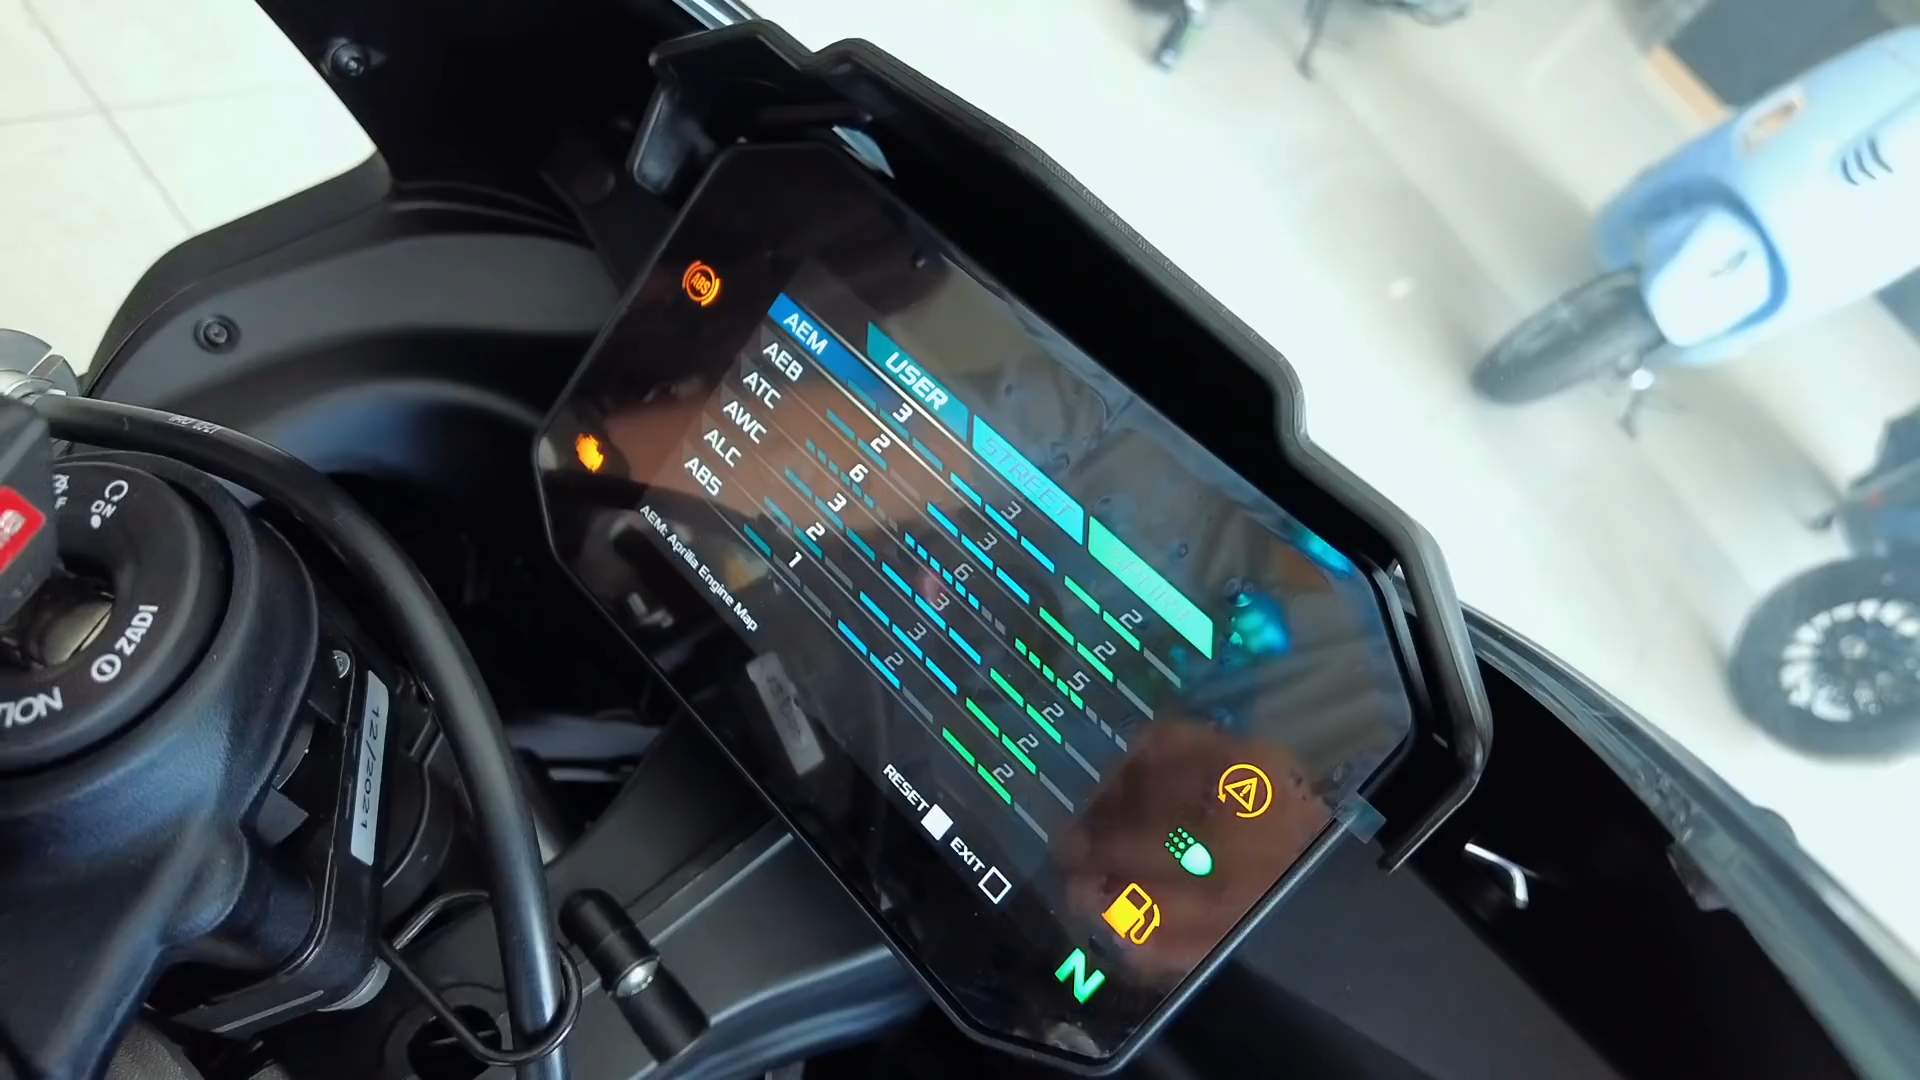 ABS
USER STREET
AEM 3 3 2
AEB 2 3 2
ATC 6 6 5
AWC 3 3 2
ALC 2 3 2
ABS 1 2 2
AEM: Aprilia Engine Map
RESET EXIT
N
ON
ZADI
12/2021